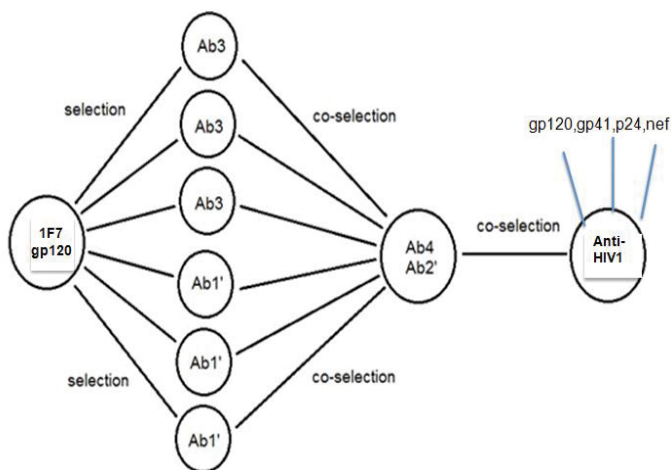 Ab3
selection
co-selection
Ab3
gp120,gp41,p24,nef
Ab3
1F7
gp120
co-selection
Anti-
HIV1
Ab4
Ab2'
Ab1'
Ab1'
selection
co-selection
Ab1'